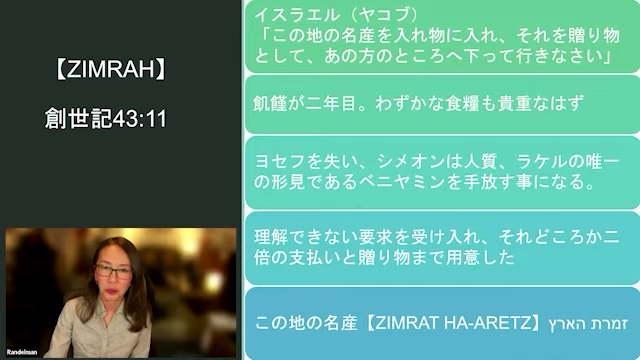 【ZIMRAH】
創世記43:11
イスラエル（ヤコブ）
「この地の名産を入れ物に入れ、それを贈り物
として、あの方のところへ下って行きなさい」
飢饉が二年目。わずかな食糧も貴重なはず
ヨセフを失い、シメオンは人質、ラケルの唯一
の形見であるベニヤミンを手放す事になる。
理解できない要求を受け入れ、それどころか二
倍の支払いと贈り物まで用意した
この地の名産【ZIMRAT HA-ARETZ】זמרת הארץ
Randelman